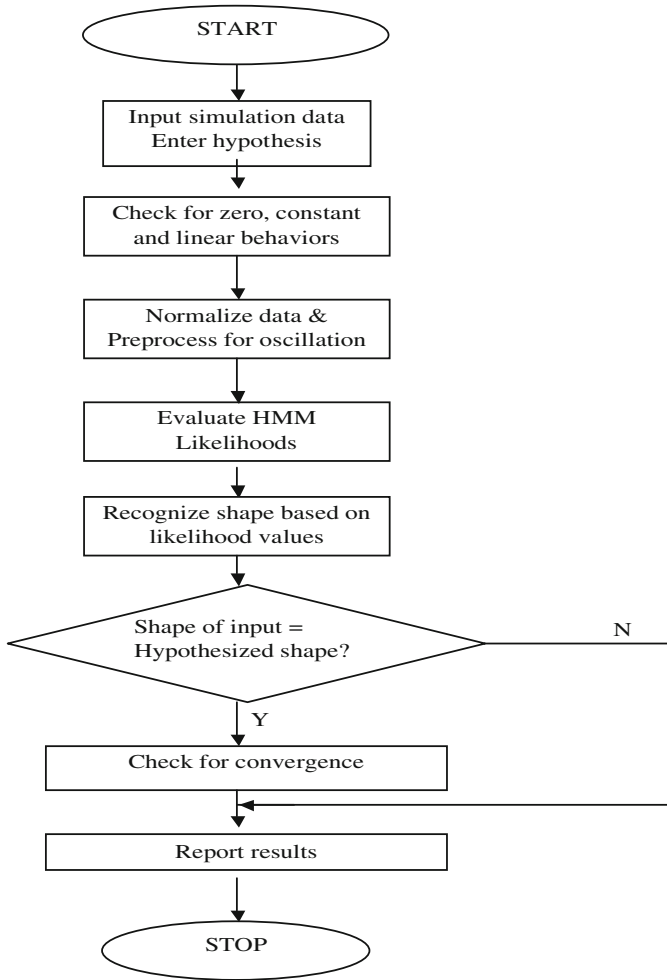 START
Input simulation data
Enter hypothesis
Check for zero, constant
and linear behaviors
Normalize data &
Preprocess for oscillation
Evaluate HMM
Likelihoods
Recognize shape based on
likelihood values
Shape of input =
Hypothesized shape?
N
Y
Check for convergence
Report results
STOP